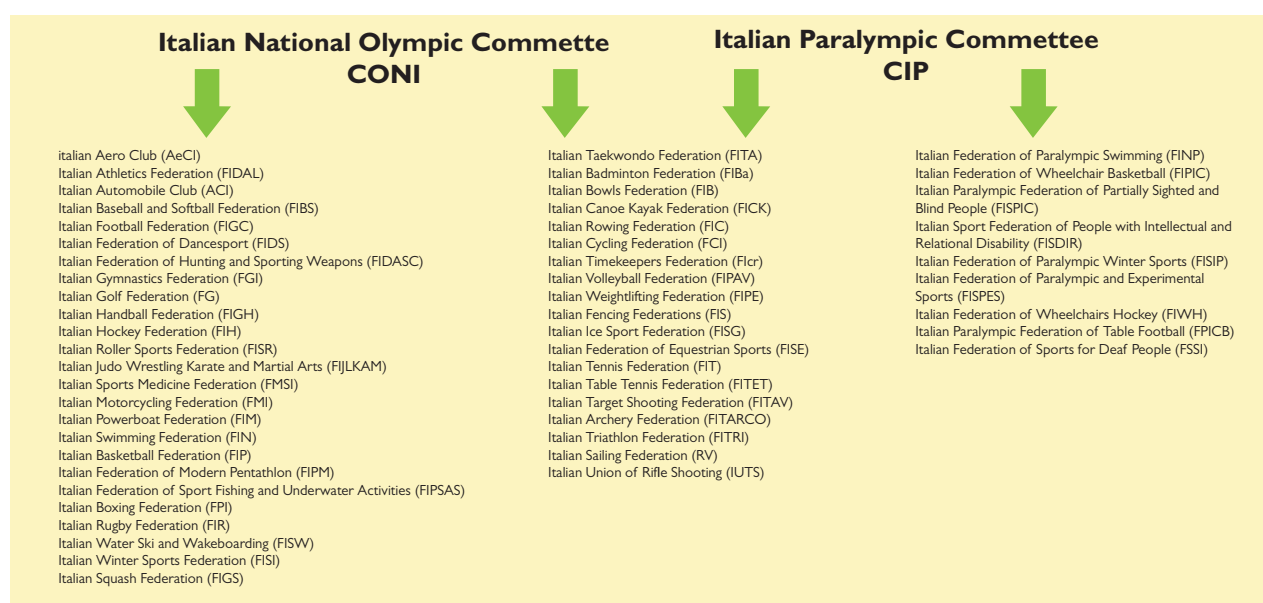 Italian National Olympic Commette
CONI
Italian Paralympic Committee
CIP
italian Aero Club (AeCI)
Italian Athletics Federation (FIDAL)
Italian Automobile Club (ACI)
Italian Baseball and Softball Federation (FIBS)
Italian Football Federation (FIGC)
Italian Federation of Dancesport (FIDS)
Italian Federation of Hunting and Sporting Weapons (FIDASC)
Italian Gymnastics Federation (FGI)
Italian Golf Federation (FG)
Italian Handball Federation (FIGH)
Italian Hockey Federation (FIH)
Italian Roller Sports Federation (FISR)
Italian Judo Wrestling Karate and Martial Arts (FIJLKAM)
Italian Sports Medicine Federation (FMSI)
Italian Motorcycling Federation (FMI)
Italian Powerboat Federation (FIM)
Italian Swimming Federation (FIN)
Italian Basketball Federation (FIP)
Italian Federation of Modern Pentathlon (FIPM)
Italian Federation of Sport Fishing and Underwater Activities (FIPSAS)
Italian Boxing Federation (FPI)
Italian Rugby Federation (FIR)
Italian Water Ski and Wakeboarding (FISW)
Italian Winter Sports Federation (FISI)
Italian Squash Federation (FIGS)
Italian Taekwondo Federation (FITA)
Italian Badminton Federation (FIBa)
Italian Bowls Federation (FIB)
Italian Canoe Kayak Federation (FICK)
Italian Rowing Federation (FIC)
Italian Cycling Federation (FCI)
Italian Timekeepers Federation (FIcr)
Italian Volleyball Federation (FIPAV)
Italian Weightlifting Federation (FIPE)
Italian Fencing Federations (FIS)
Italian Ice Sport Federation (FISG)
Italian Federation of Equestrian Sports (FISE)
Italian Tennis Federation (FIT)
Italian Table Tennis Federation (FITET)
Italian Target Shooting Federation (FITAV)
Italian Archery Federation (FITARCO)
Italian Triathlon Federation (FITRI)
Italian Sailing Federation (RV)
Italian Union of Rifle Shooting (IUTS)
Italian Federation of Paralympic Swimming (FINP)
Italian Federation of Wheelchair Basketball (FIPIC)
Italian Paralympic Federation of Partially Sighted and
Blind People (FISPIC)
Italian Sport Federation of People with Intellectual and
Relational Disability (FISDIR)
Italian Federation of Paralympic Winter Sports (FISIP)
Italian Federation of Paralympic and Experimental
Sports (FISPES)
Italian Federation of Wheelchairs Hockey (FIWH)
Italian Paralympic Federation of Table Football (FPICB)
Italian Federation of Sports for Deaf People (FSSI)